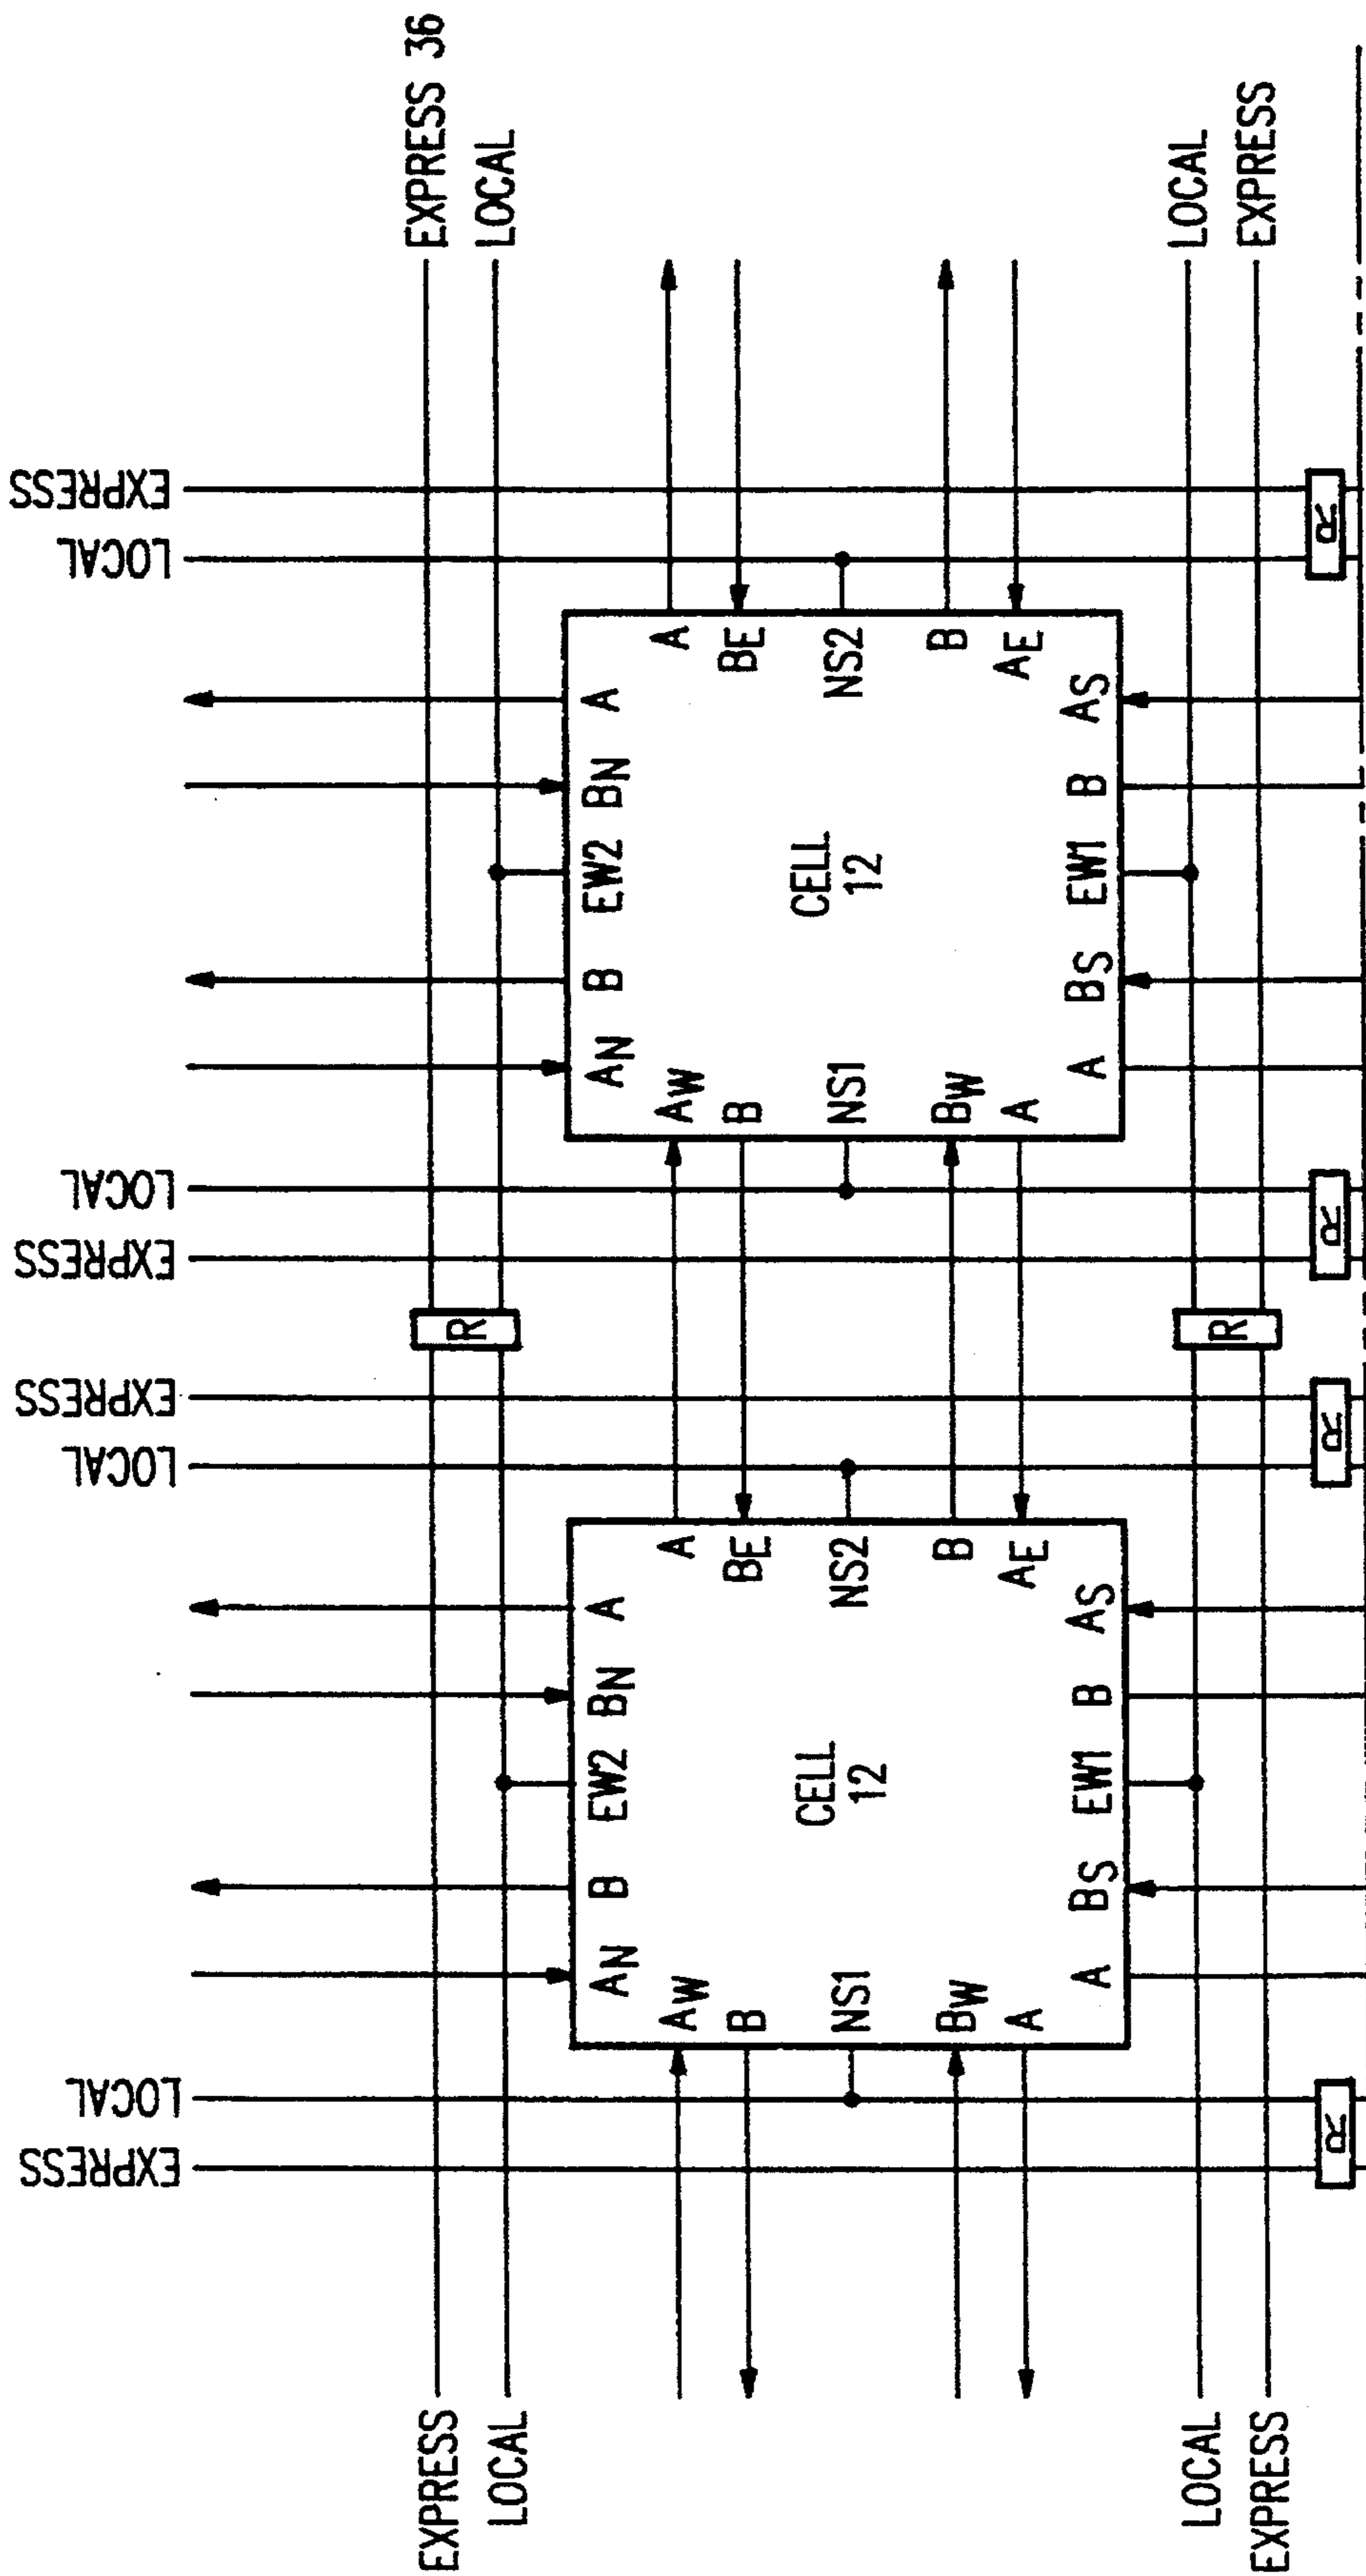 EXPRESS LOCAL LOCAL EXPRESS EXPRESS LOCAL LOCAL EXPRESS
EXPRESS EXPRESS 36
R R
LOCAL LOCAL
AN B EW2 BN A
AN B EW2 BN A
AW A
AW A
B BE
B BE
CELL
12
CELL
12
NS1 NS2
NS1 NS2
BW B
BW B
A AE
A AE
A BS EW1 B AS
A BS EW1 B AS
LOCAL LOCAL
EXPRESS EXPRESS
R R R R